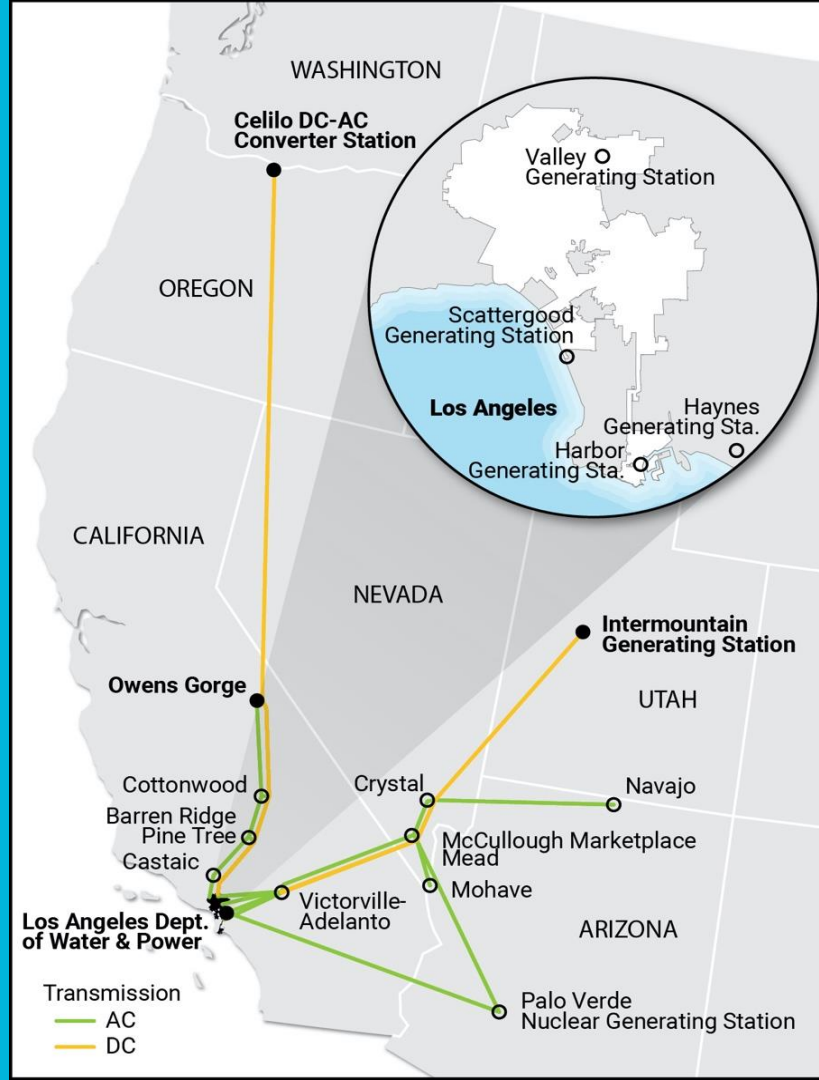 WASHINGTON
Celilo DC-AC
Converter Station
Valley
Generating Station
OREGON
Scattergood
Generating Station
Los Angeles
Haynes
Generating Sta.
Harbor
Generating Sta.
CALIFORNIA
NEVADA
Intermountain
Generating Station
Owens Gorge
UTAH
Cottonwood
Crystal
Navajo
Barren Ridge
Pine Tree
McCullough Marketplace
Mead
Castaic
Mohave
Victorville-
Adelanto
Los Angeles Dept.
of Water & Power
ARIZONA
Palo Verde
Nuclear Generating Station
Transmission
AC
DC